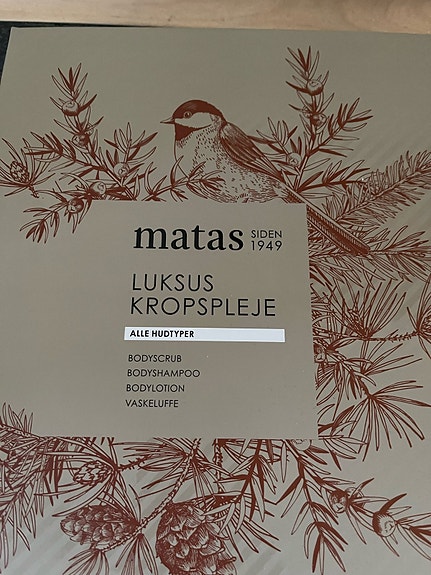 matas SIDEN 1949
LUKSUS
KROPSPLEJE
ALLE HUDTYPER
BODYSCRUB
BODYSHAMPOO
BODYLOTION
VASKELUFFE